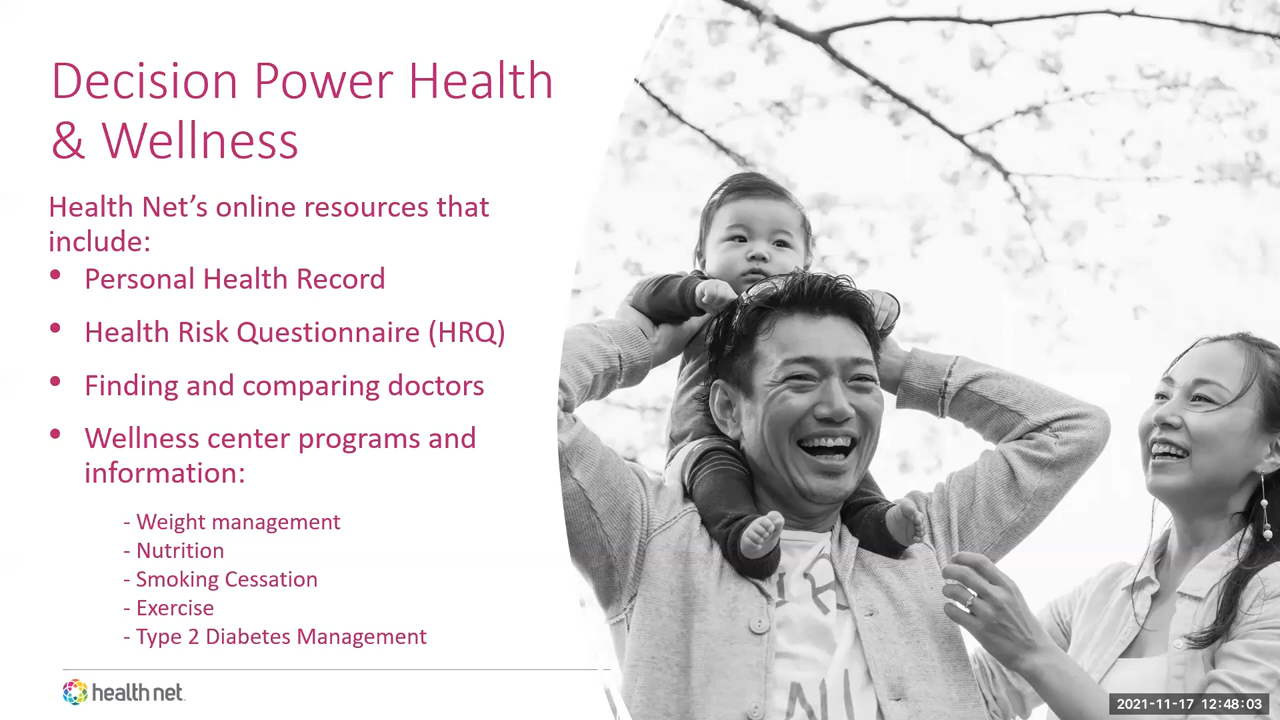 Decision Power Health
& Wellness
Health Net’s online resources that
include:
• Personal Health Record
• Health Risk Questionnaire (HRQ)
• Finding and comparing doctors
• Wellness center programs and
information:
- Weight management
- Nutrition
- Smoking Cessation
- Exercise
- Type 2 Diabetes Management
health net
2021-11-17 12:48:03